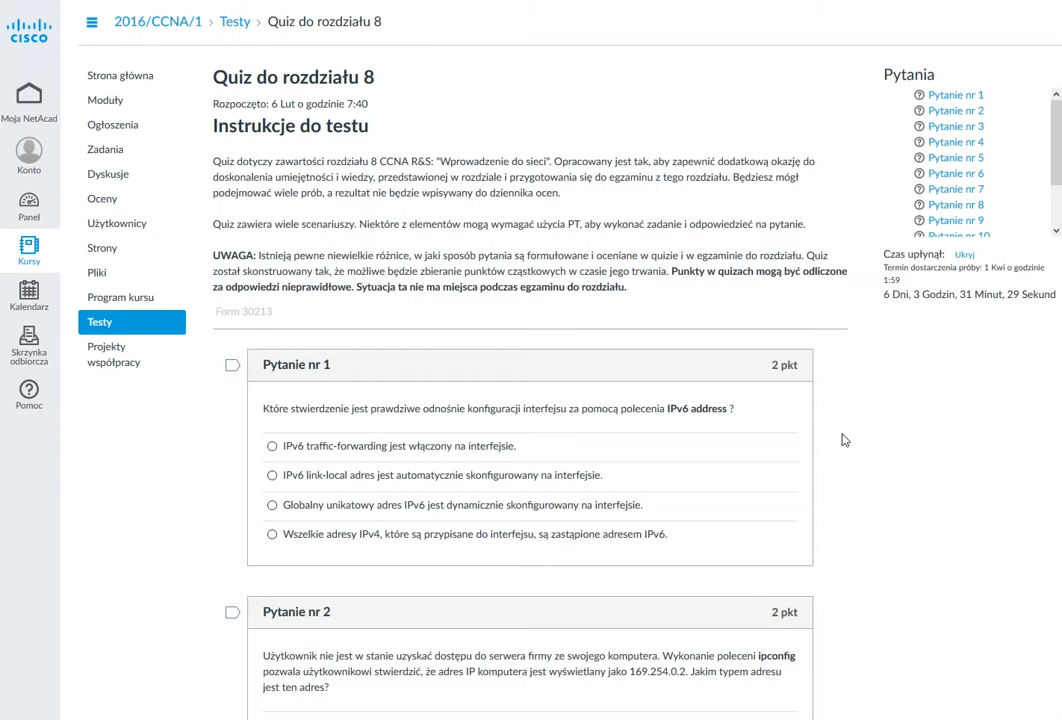 CISCO
Moja NetAcad
Konto
Panel
Kursy
Kalendarz
Skrzynka
odbiorcza
Pomoc
2016/CCNA/1 › Testy › Quiz do rozdziału 8
Strona główna
Moduły
Ogłoszenia
Zadania
Dyskusje
Oceny
Użytkownicy
Strony
Pliki
Program kursu
Testy
Projekty
współpracy
Quiz do rozdziału 8
Rozpoczęto: 6 Lut o godzinie 7:40
Instrukcje do testu
Quiz dotyczy zawartości rozdziału 8 CCNA R&S: "Wprowadzenie do sieci". Opracowany jest tak, aby zapewnić dodatkową okazję do
doskonalenia umiejętności i wiedzy, przedstawionej w rozdziale i przygotowania się do egzaminu z tego rozdziału. Będziesz mógł
podejmować wiele prób, a rezultat nie będzie wpisywany do dziennika ocen.
Quiz zawiera wiele scenariuszy. Niektóre z elementów mogą wymagać użycia PT, aby wykonać zadanie i odpowiedzieć na pytanie.
UWAGA: Istnieją pewne niewielkie różnice, w jaki sposób pytania są formułowane i oceniane w quizie i w egzaminie do rozdziału. Quiz
został skonstruowany tak, że możliwe będzie zbieranie punktów cząstkowych w czasie jego trwania. Punkty w quizach mogą być odliczone
za odpowiedzi nieprawidłowe. Sytuacja ta nie ma miejsca podczas egzaminu do rozdziału.
Form 30213
Pytanie nr 1 2 pkt
Które stwierdzenie jest prawdziwe odnośnie konfiguracji interfejsu za pomocą polecenia IPv6 address ?
IPv6 traffic-forwarding jest włączony na interfejsie.
IPv6 link-local adres jest automatycznie skonfigurowany na interfejsie.
Globalny unikatowy adres IPv6 jest dynamicznie skonfigurowany na interfejsie.
Wszelkie adresy IPv4, które są przypisane do interfejsu, są zastąpione adresem IPv6.
Pytanie nr 2 2 pkt
Użytkownik nie jest w stanie uzyskać dostępu do serwera firmy ze swojego komputera. Wykonanie poleceni ipconfig
pozwala użytkownikowi stwierdzić, że adres IP komputera jest wyświetlany jako 169.254.0.2. Jakim typem adresu
jest ten adres?
Pytania
Pytanie nr 1
Pytanie nr 2
Pytanie nr 3
Pytanie nr 4
Pytanie nr 5
Pytanie nr 6
Pytanie nr 7
Pytanie nr 8
Pytanie nr 9
Pytanie nr 10
Czas upłynął: Ukryj
Termin dostarczenia próby: 1 Kwi o godzinie
1:59
6 Dni, 3 Godzin, 31 Minut, 29 Sekund